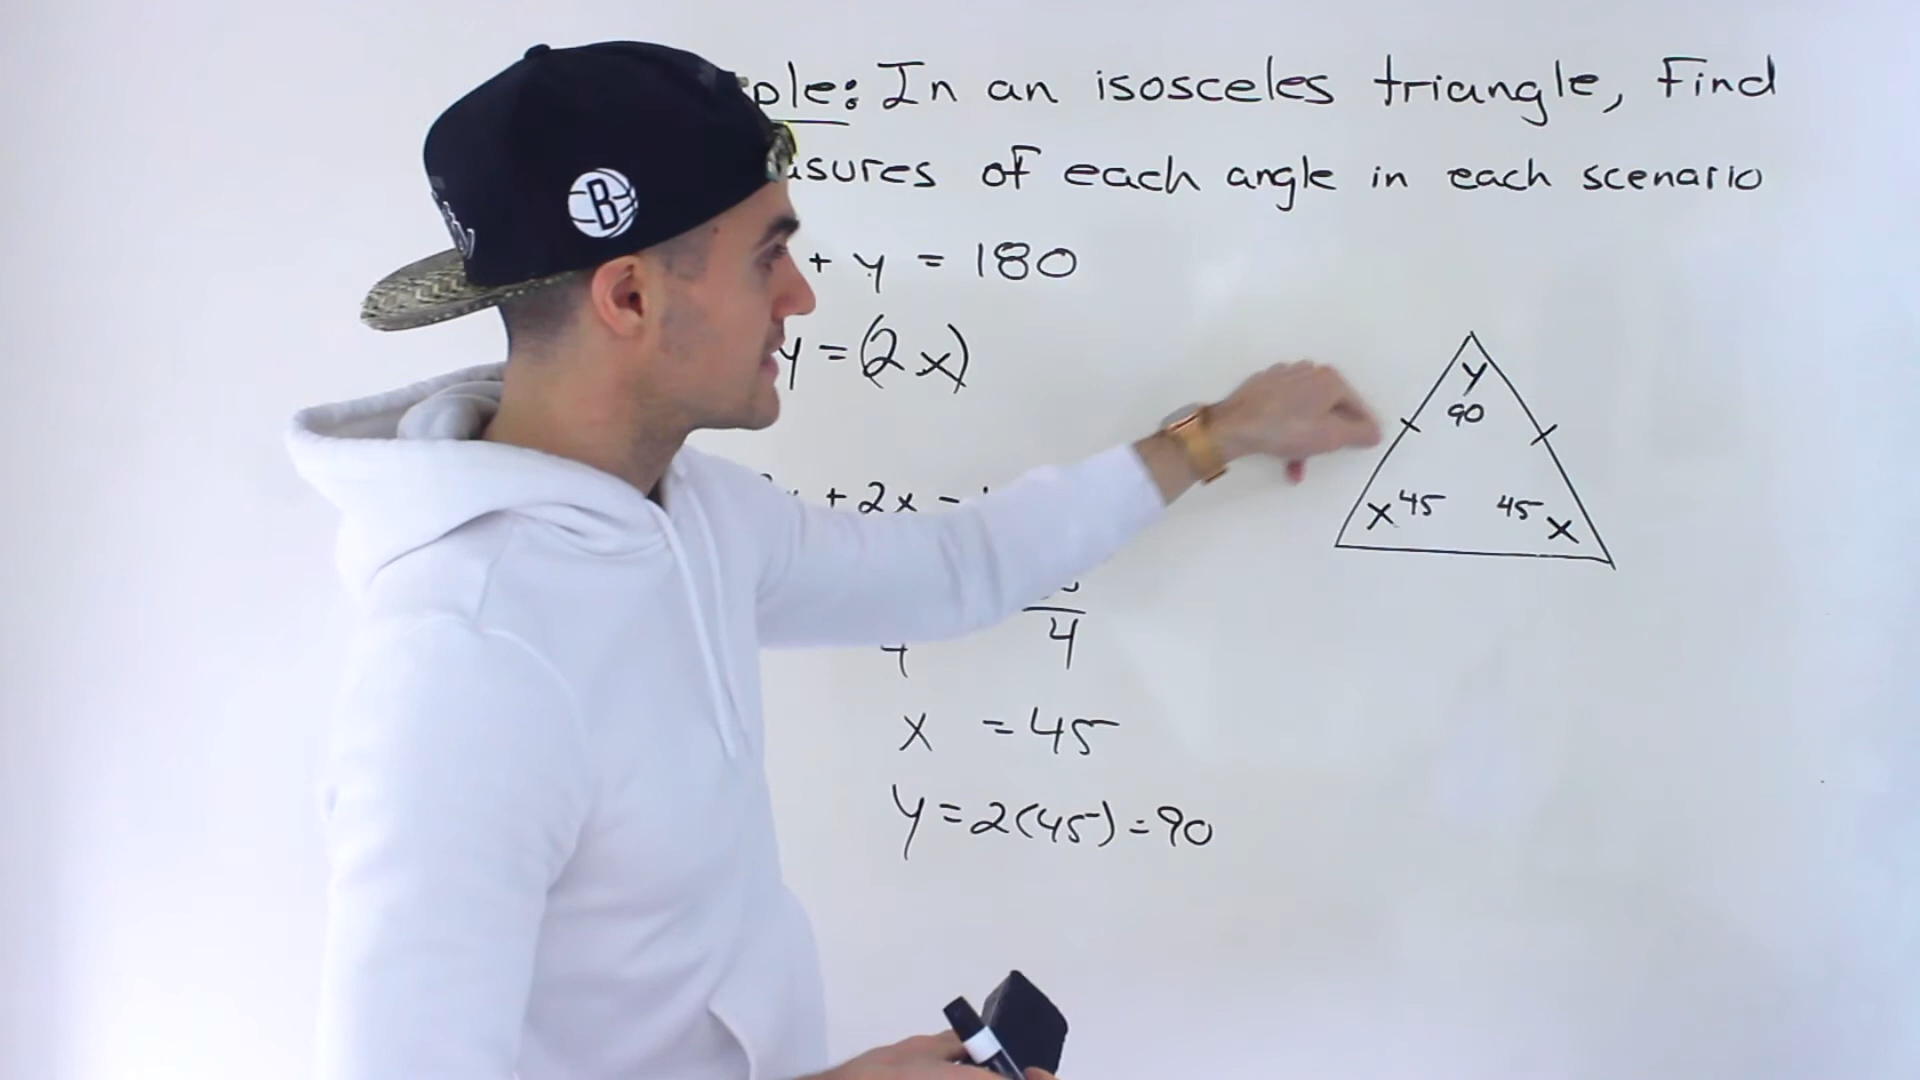 ple: In an isosceles triangle, Find
sures of each angle in each scenario
+ y = 180
y = (2x)
y
90
x 45 45 x
+ 2x -
4
x = 45
y = 2(45) = 90
B